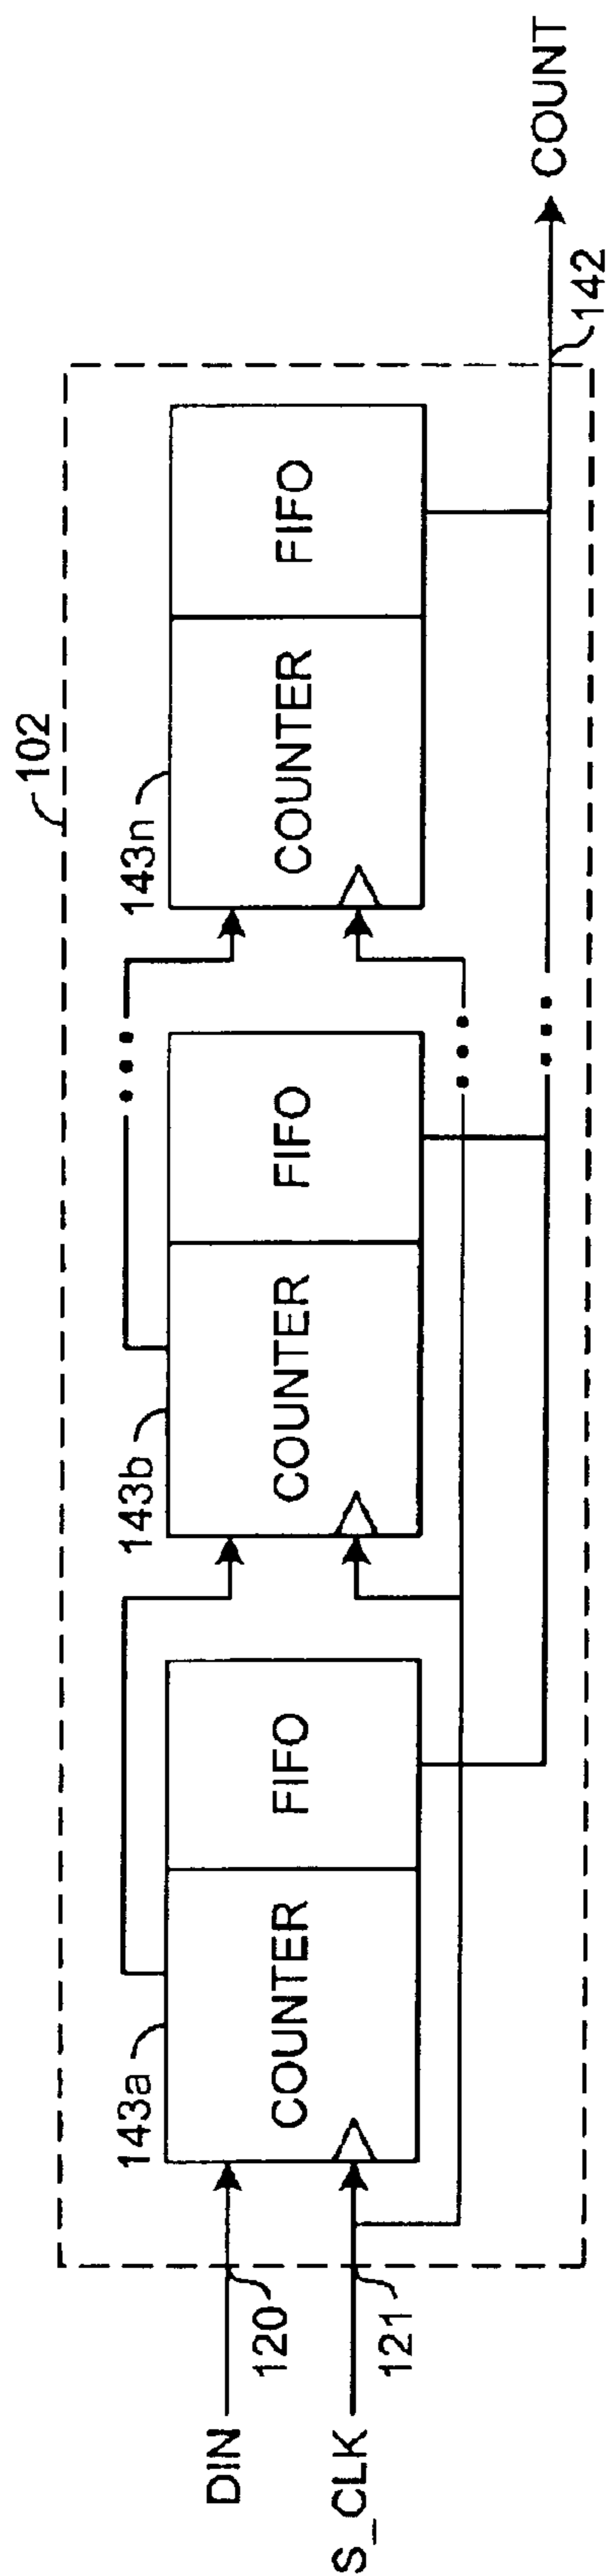 102
143a
143b
143n
COUNTER FIFO
COUNTER FIFO
COUNTER FIFO
DIN
120
S_CLK
121
142
COUNT